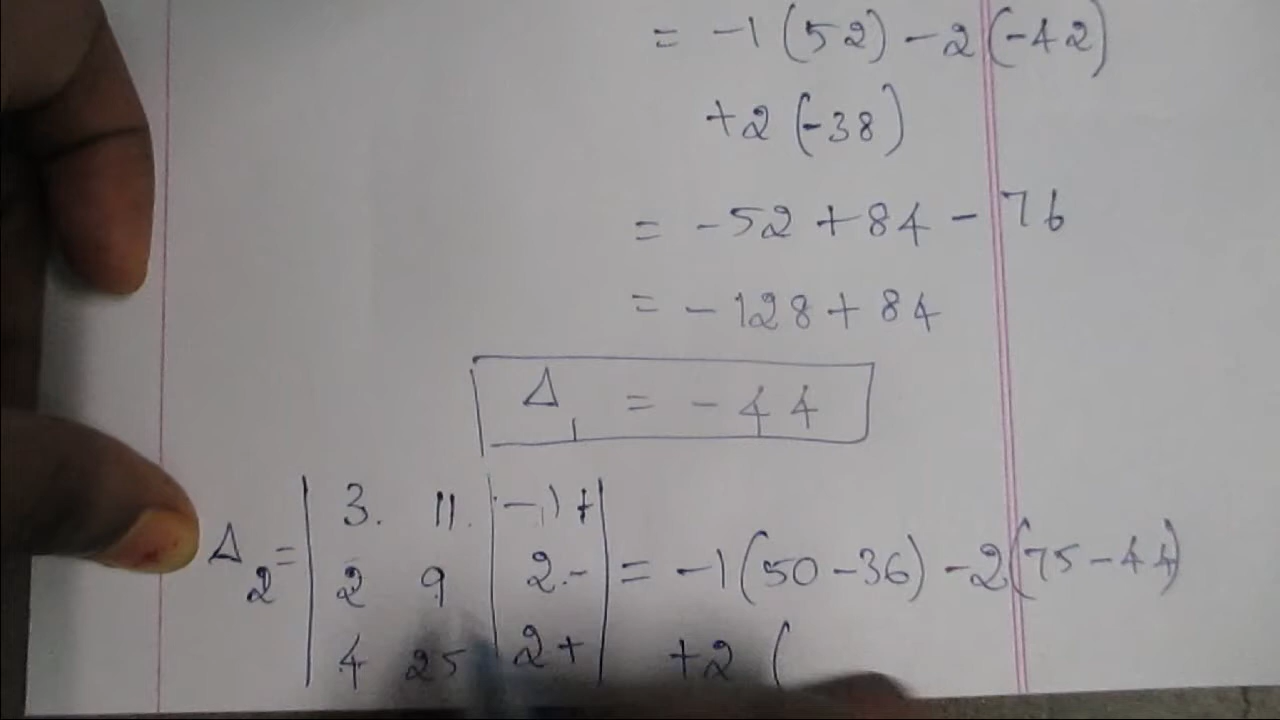 = -1 (52) - 2 (-42)
+2 (-38)
= -52 + 84 - 76
= -128 + 84
Δ1 = -44
3. 11. -1 +
Δ2 = 2 9 2. - = -1 (50 - 36) - 2 (75 - 44)
4 25 2 + +2 (